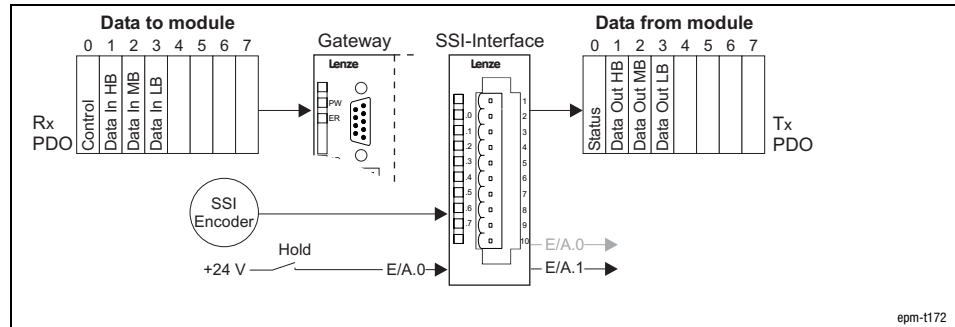 Data to module
0 1 2 3 4 5 6 7
Rx
PDO
Control
Data In HB
Data In MB
Data In LB
Gateway
Lenze
PW
ER
SSI-Interface
Lenze
.0
.1
.2
.3
.4
.5
.6
.7
1
2
3
4
5
6
7
8
9
10
Data from module
0 1 2 3 4 5 6 7
Status
Data Out HB
Data Out MB
Data Out LB
Tx
PDO
SSI
Encoder
Hold
+24 V
E/A.0
E/A.0
E/A.1
epm-t172